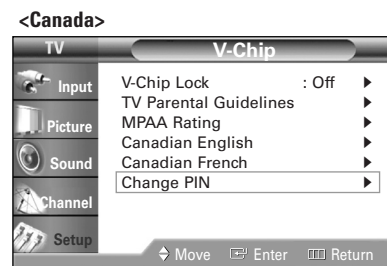 <Canada>
TV
V-Chip
Input
Picture
Sound
Channel
Setup
V-Chip Lock : Off
TV Parental Guidelines
MPAA Rating
Canadian English
Canadian French
Change PIN
Move Enter Return